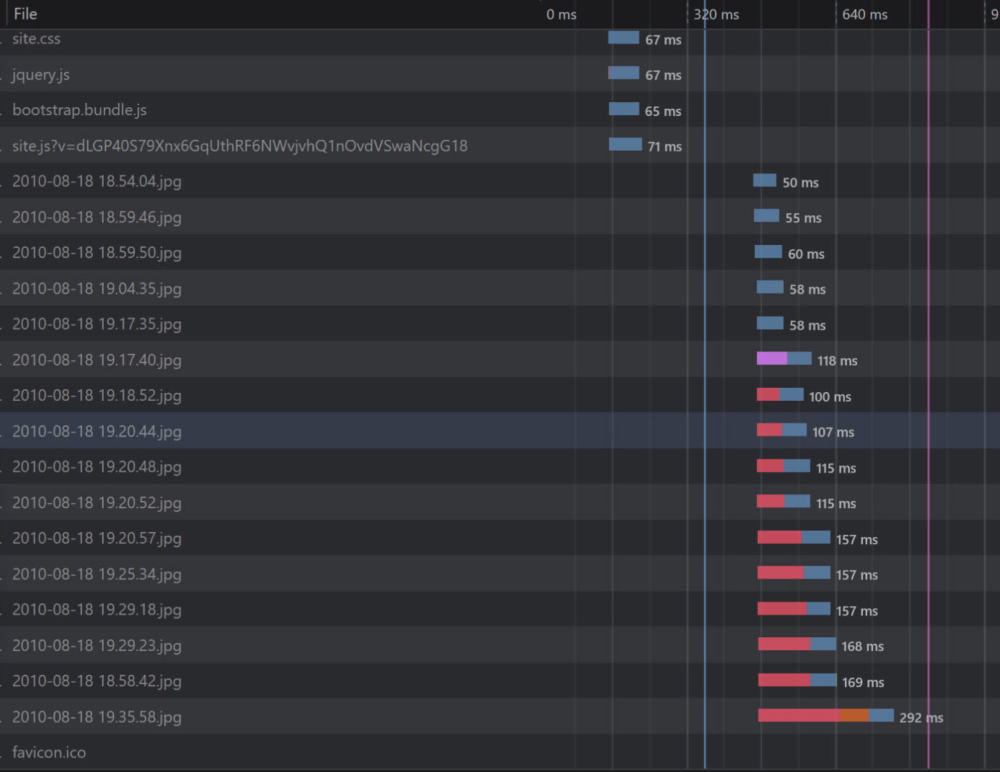 File 0 ms 320 ms 640 ms 9
site.css 67 ms
jquery.js 67 ms
bootstrap.bundle.js 65 ms
site.js?v=dLGP40S79Xnx6GqUthRF6NWvjvhQ1nOvdVSwaNcgG18 71 ms
2010-08-18 18.54.04.jpg 50 ms
2010-08-18 18.59.46.jpg 55 ms
2010-08-18 18.59.50.jpg 60 ms
2010-08-18 19.04.35.jpg 58 ms
2010-08-18 19.17.35.jpg 58 ms
2010-08-18 19.17.40.jpg 118 ms
2010-08-18 19.18.52.jpg 100 ms
2010-08-18 19.20.44.jpg 107 ms
2010-08-18 19.20.48.jpg 115 ms
2010-08-18 19.20.52.jpg 115 ms
2010-08-18 19.20.57.jpg 157 ms
2010-08-18 19.25.34.jpg 157 ms
2010-08-18 19.29.18.jpg 157 ms
2010-08-18 19.29.23.jpg 168 ms
2010-08-18 18.58.42.jpg 169 ms
2010-08-18 19.35.58.jpg 292 ms
favicon.ico